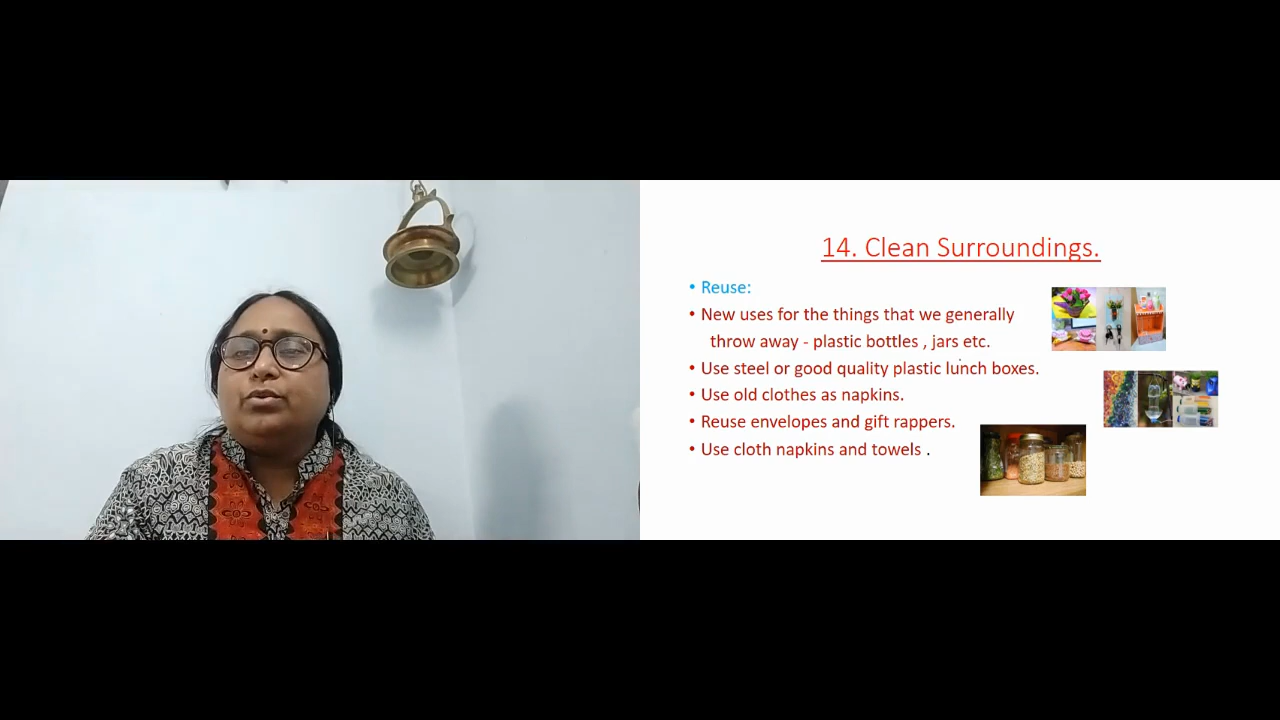 14. Clean Surroundings.
• Reuse:
• New uses for the things that we generally
throw away - plastic bottles , jars etc.
• Use steel or good quality plastic lunch boxes.
• Use old clothes as napkins.
• Reuse envelopes and gift rappers.
• Use cloth napkins and towels .